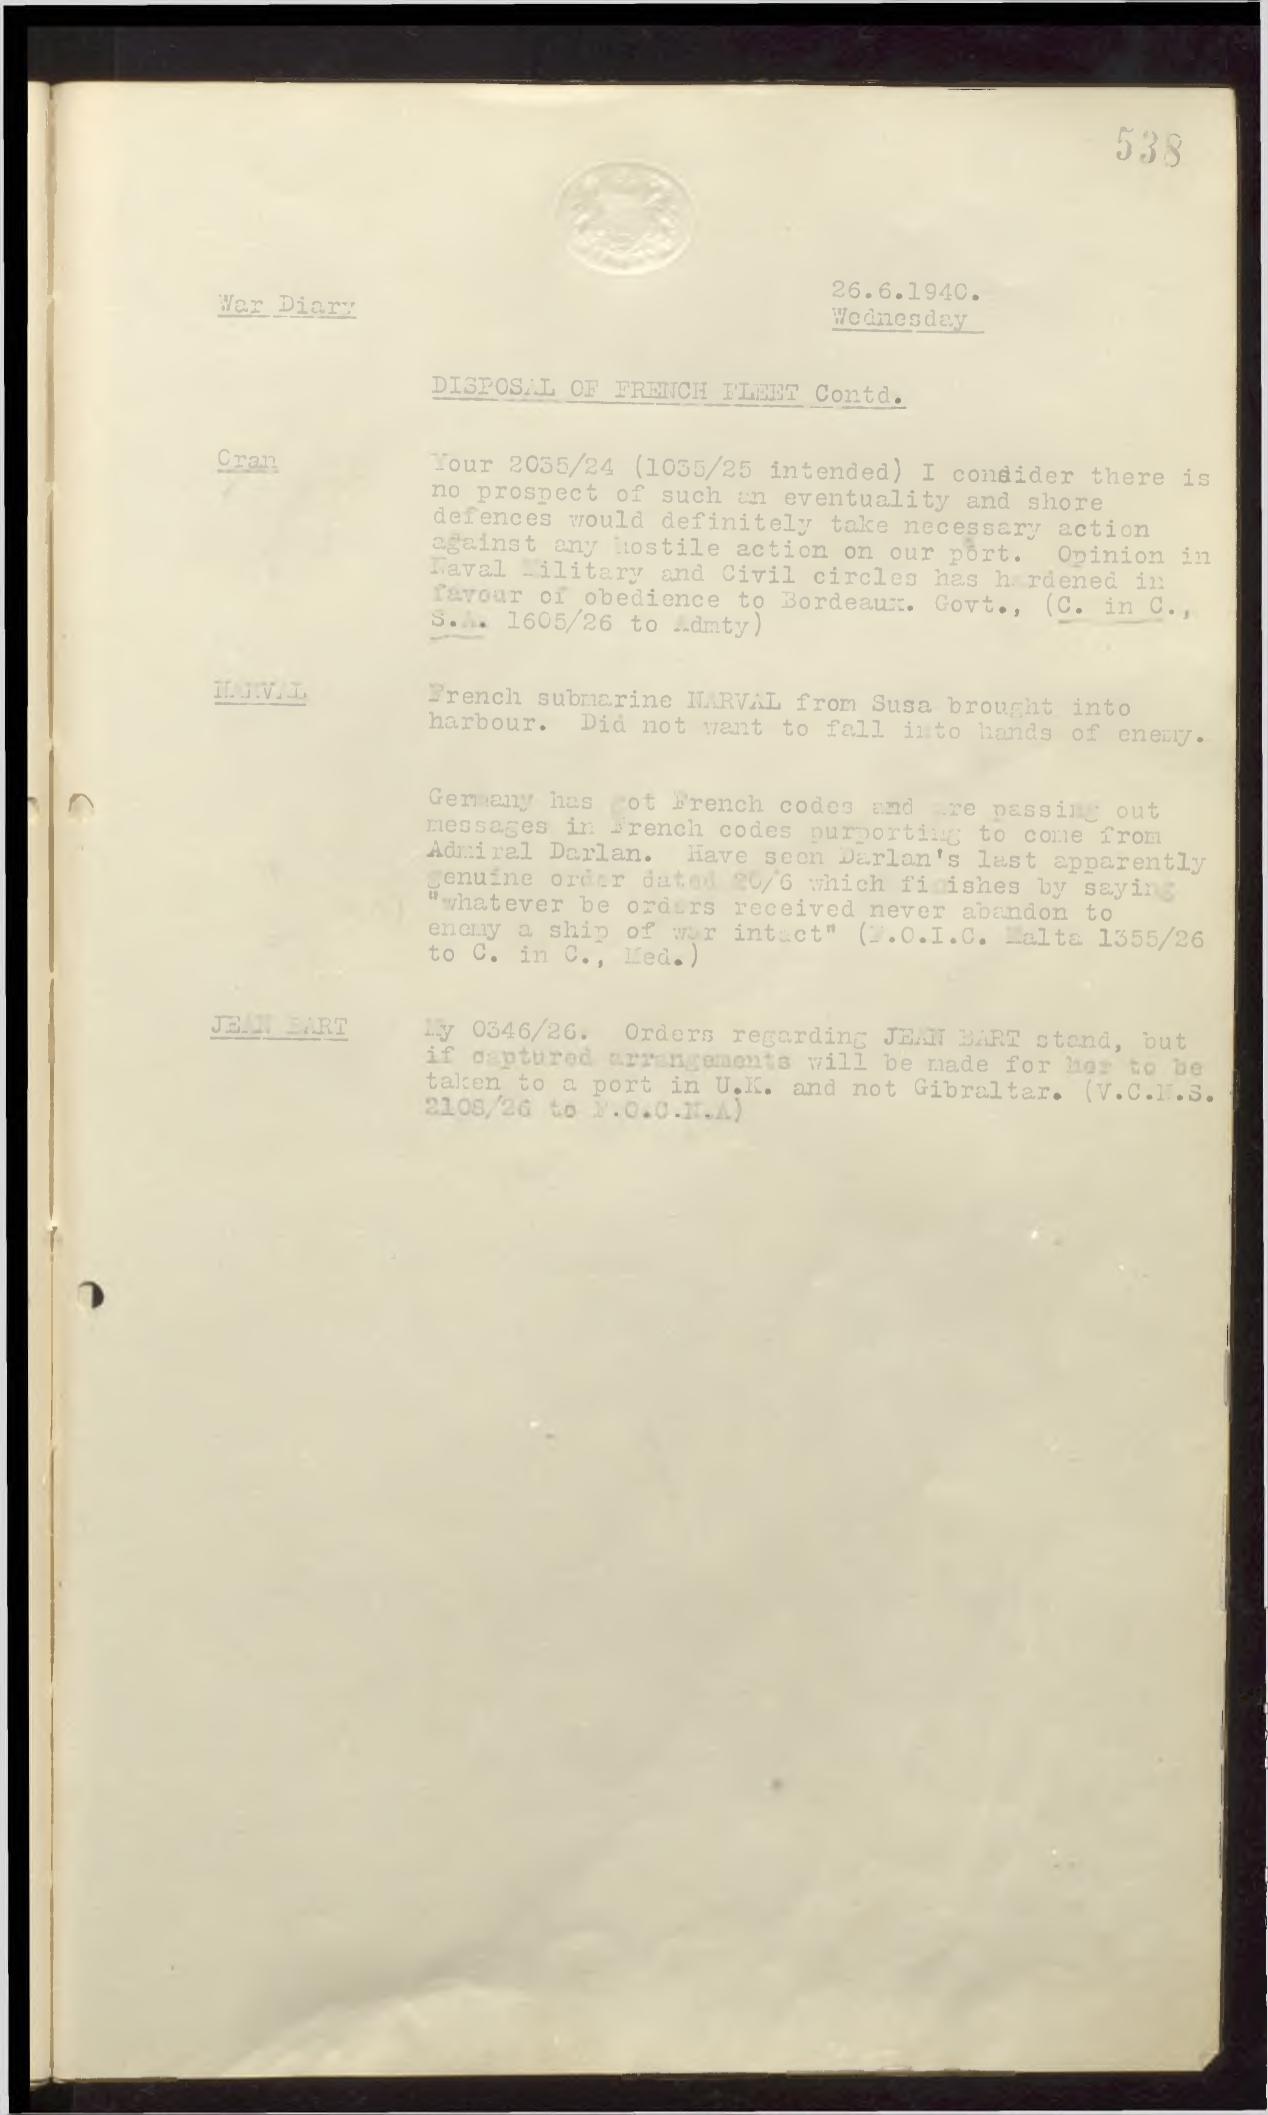 538
War Diary
26.6.1940.
Wednesday
DISPOSAL OF FRENCH FLEET Contd.
Oran
Your 2035/24 (1035/25 intended) I consider there is
no prospect of such an eventuality and shore
defences would definitely take necessary action
against any hostile action on our port. Opinion in
Naval Military and Civil circles has hardened in
favour of obedience to Bordeaux. Govt., (C. in C.,
S.A. 1605/26 to Admty)
NARVAL
French submarine NARVAL from Susa brought into
harbour. Did not want to fall into hands of enemy.
Germany has got French codes and are passing out
messages in French codes purporting to come from
Admiral Darlan. Have seen Darlan's last apparently
genuine order dated 20/6 which finishes by saying
"whatever be orders received never abandon to
enemy a ship of war intact" (F.O.I.C. Malta 1355/26
to C. in C., Med.)
JEAN BART
My 0346/26. Orders regarding JEAN BART stand, but
if captured arrangements will be made for her to be
taken to a port in U.K. and not Gibraltar. (V.C.N.S.
2108/26 to F.O.C.N.A)